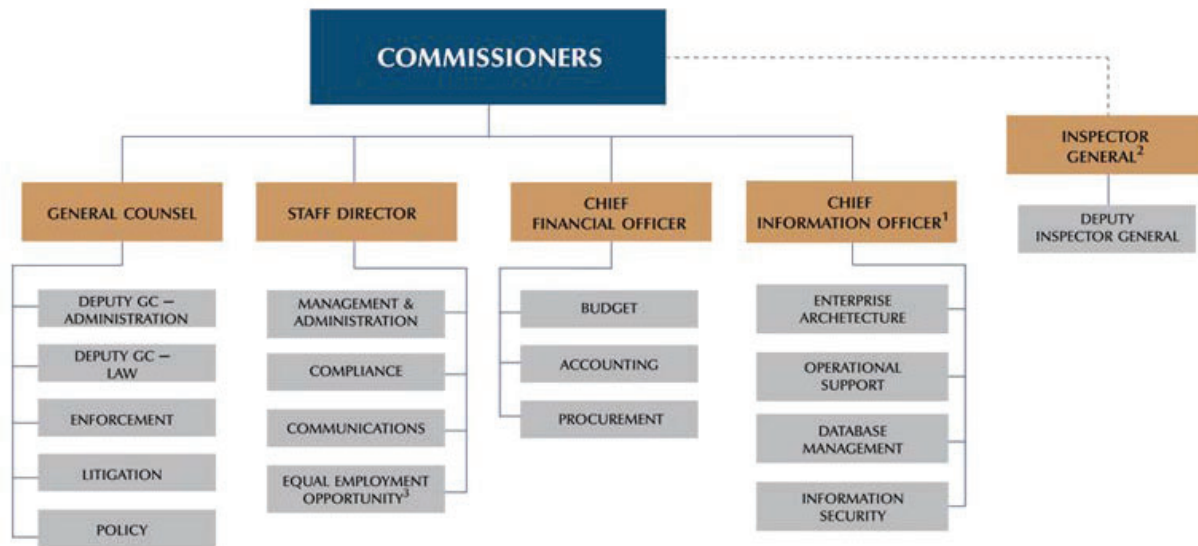 COMMISSIONERS
INSPECTOR
GENERAL²
DEPUTY
INSPECTOR GENERAL
GENERAL COUNSEL
DEPUTY GC –
ADMINISTRATION
DEPUTY GC –
LAW
ENFORCEMENT
LITIGATION
POLICY
STAFF DIRECTOR
MANAGEMENT &
ADMINISTRATION
COMPLIANCE
COMMUNICATIONS
EQUAL EMPLOYMENT
OPPORTUNITY³
CHIEF
FINANCIAL OFFICER
BUDGET
ACCOUNTING
PROCUREMENT
CHIEF
INFORMATION OFFICER¹
ENTERPRISE
ARCHETECTURE
OPERATIONAL
SUPPORT
DATABASE
MANAGEMENT
INFORMATION
SECURITY